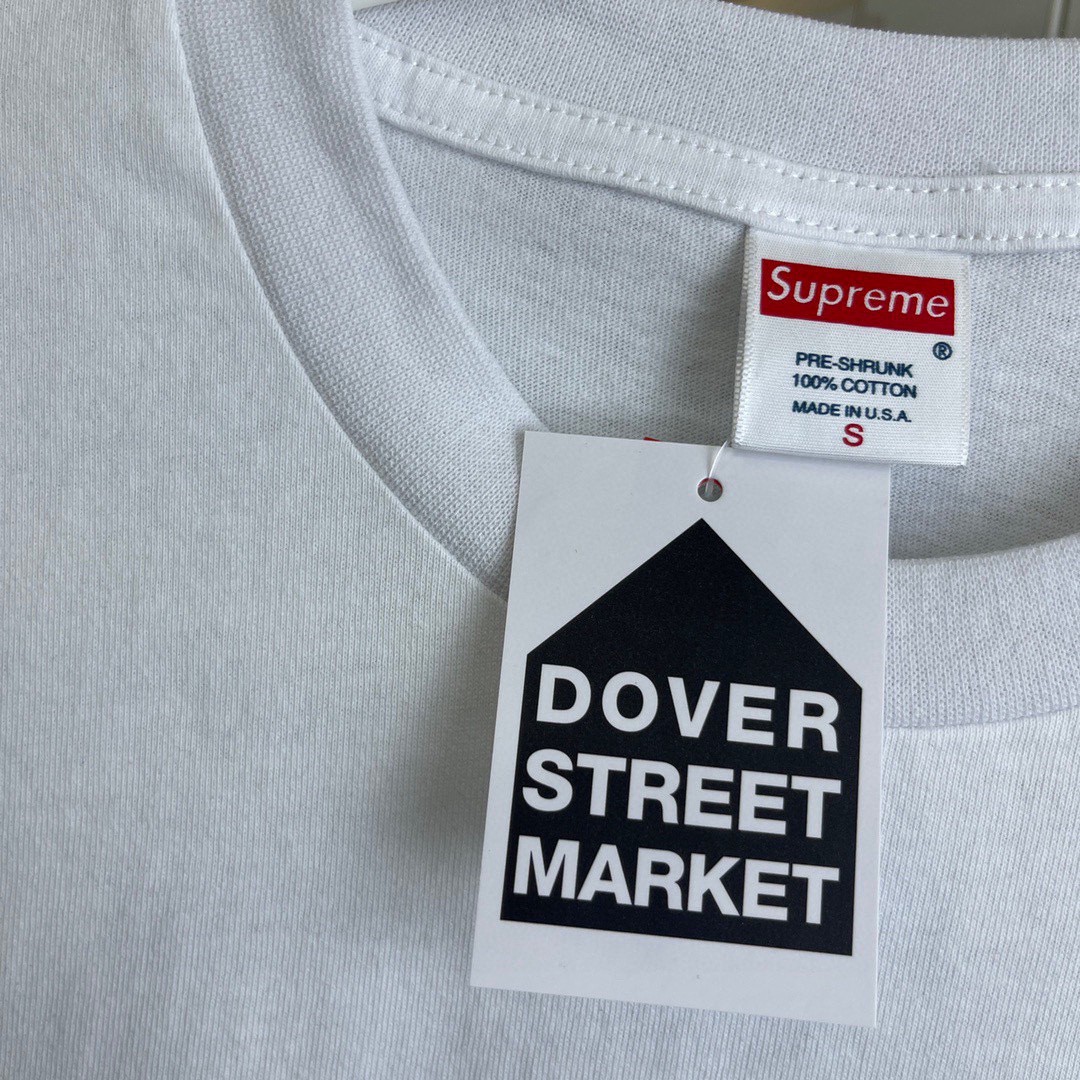 Supreme
®
PRE-SHRUNK
100% COTTON
MADE IN U.S.A.
S
DOVER
STREET
MARKET